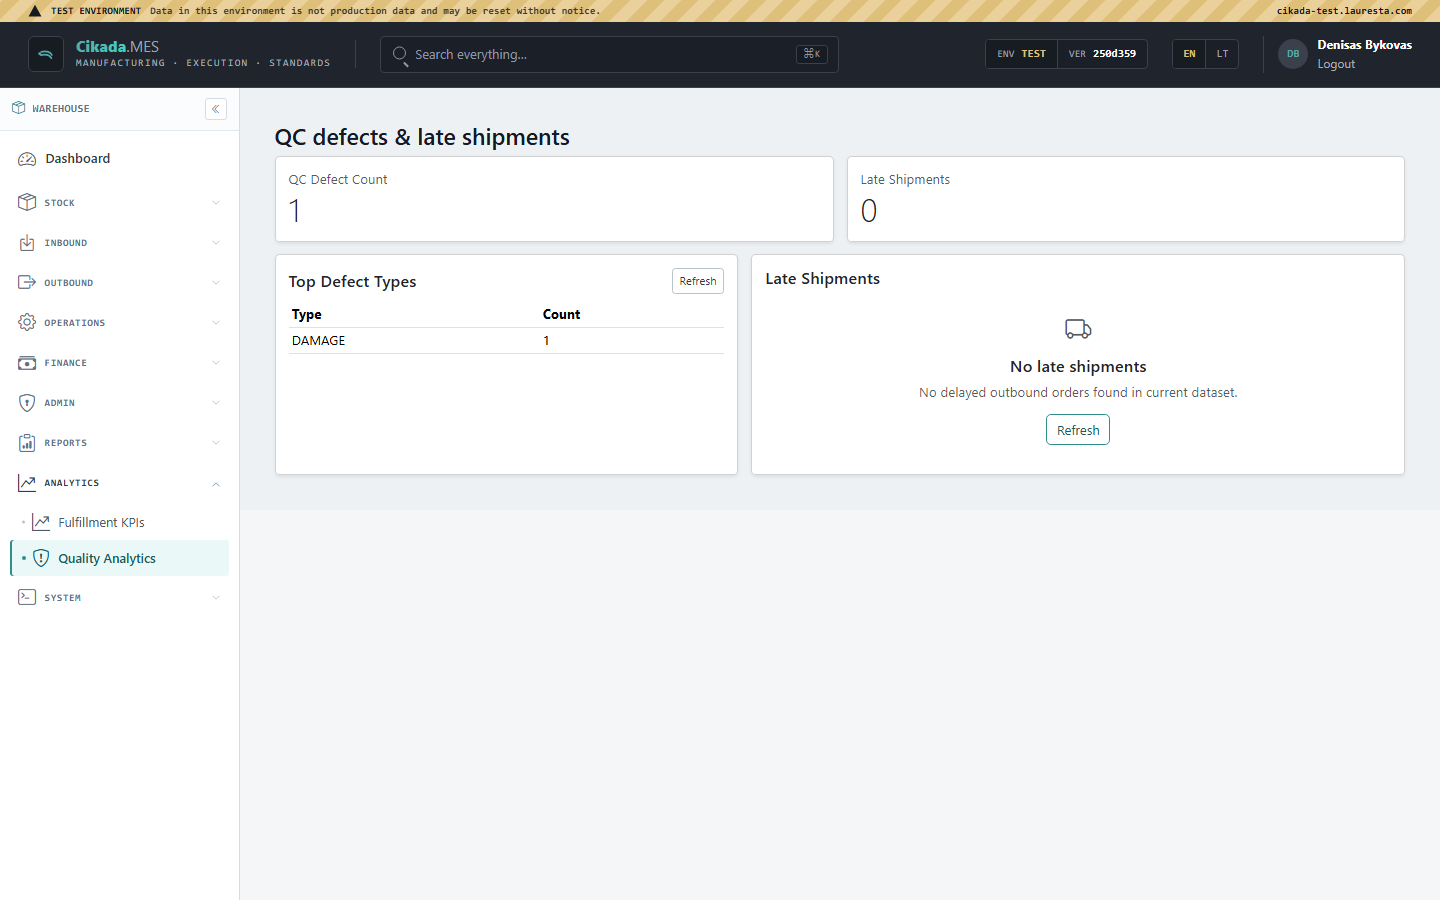 TEST ENVIRONMENT Data in this environment is not production data and may be reset without notice. cikada-test.lauresta.com
Cikada.MES
MANUFACTURING · EXECUTION · STANDARDS
Search everything...
⌘K
ENV TEST VER 250d359
EN LT
DB
Denisas Bykovas
Logout
WAREHOUSE
Dashboard
STOCK
INBOUND
OUTBOUND
OPERATIONS
FINANCE
ADMIN
REPORTS
ANALYTICS
Fulfillment KPIs
Quality Analytics
SYSTEM
QC defects & late shipments
QC Defect Count
1
Late Shipments
0
Top Defect Types
Refresh
Type Count
DAMAGE 1
Late Shipments
No late shipments
No delayed outbound orders found in current dataset.
Refresh